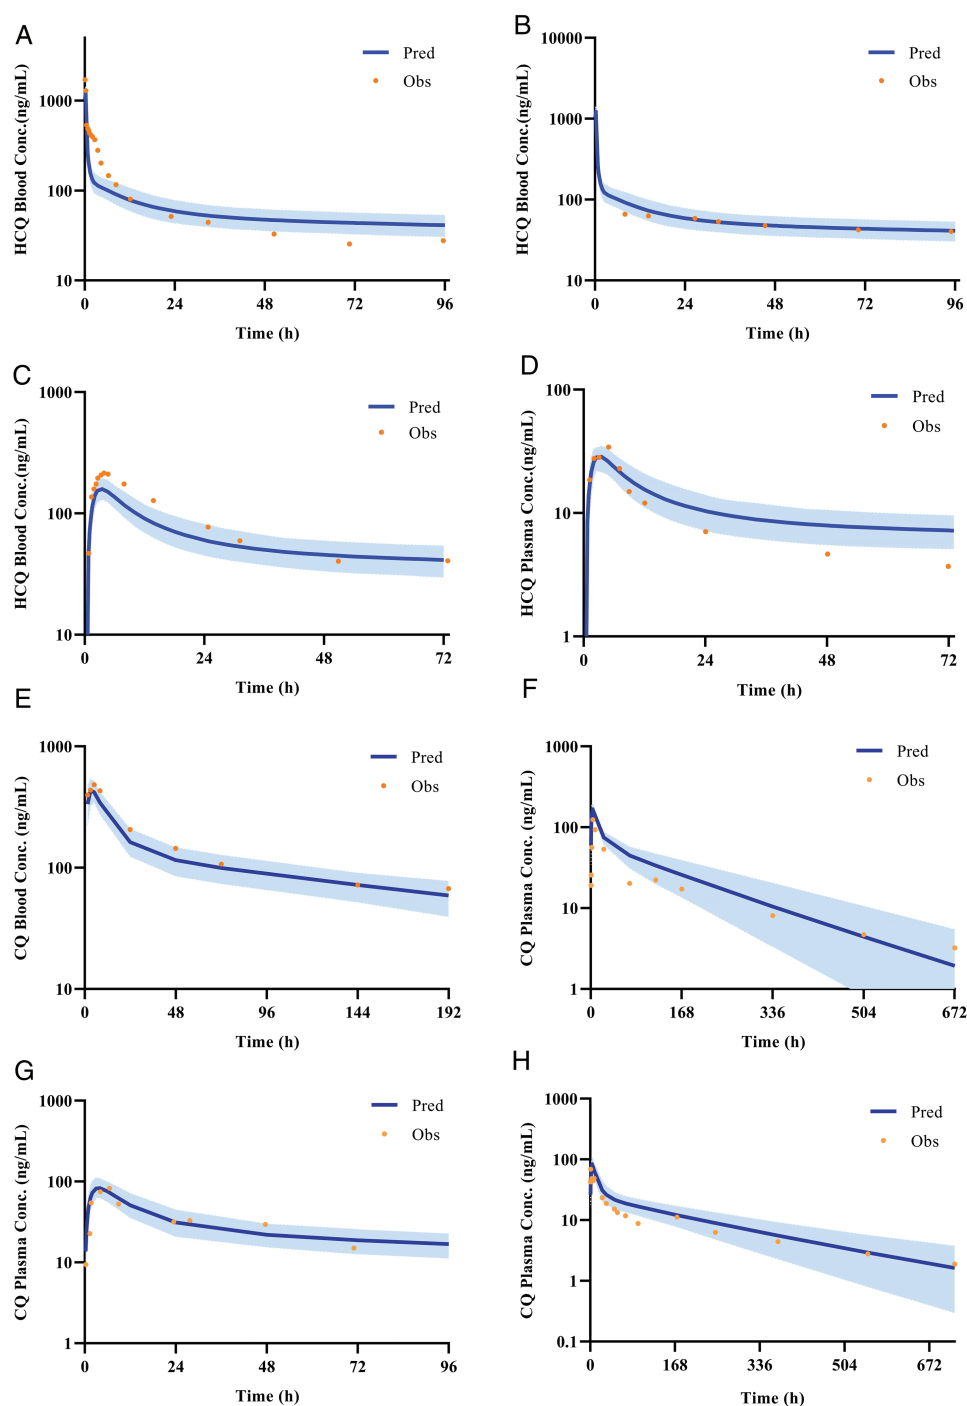 A
HCQ Blood Conc.(ng/mL)
1000
100
10
0 24 48 72 96
Time (h)
Pred
Obs
B
HCQ Blood Conc.(ng/mL)
10000
1000
100
10
0 24 48 72 96
Time (h)
Pred
Obs
C
HCQ Blood Conc.(ng/mL)
1000
100
10
0 24 48 72
Time (h)
Pred
Obs
D
HCQ Plasma Conc.(ng/mL)
100
10
1
0 24 48 72
Time (h)
Pred
Obs
E
CQ Blood Conc. (ng/mL)
1000
100
10
0 48 96 144 192
Time (h)
Pred
Obs
F
CQ Plasma Conc. (ng/mL)
1000
100
10
1
0 168 336 504 672
Time (h)
Pred
Obs
G
CQ Plasma Conc. (ng/mL)
1000
100
10
1
0 24 48 72 96
Time (h)
Pred
Obs
H
CQ Plasma Conc. (ng/mL)
1000
100
10
1
0.1
0 168 336 504 672
Time (h)
Pred
Obs